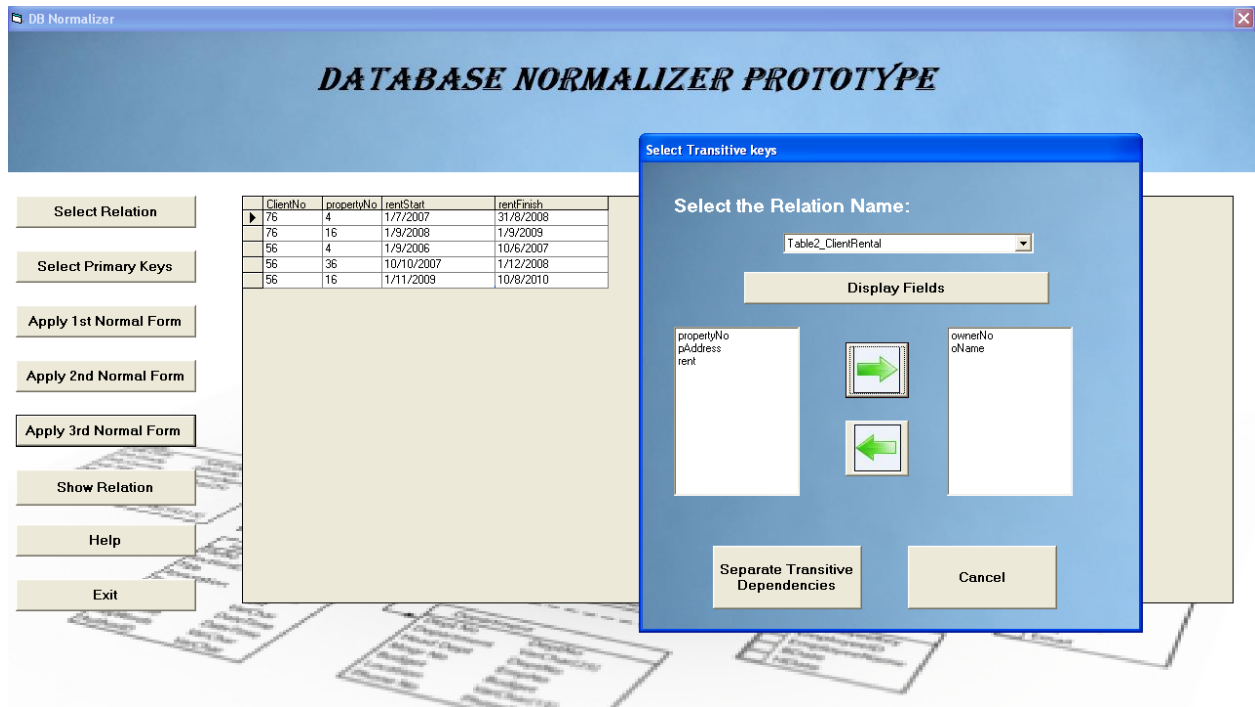 DB Normalizer
DATABASE NORMALIZER PROTOTYPE
Select Relation
Select Primary Keys
Apply 1st Normal Form
Apply 2nd Normal Form
Apply 3rd Normal Form
Show Relation
Help
Exit
ClientNo propertyNo rentStart rentFinish
76 4 1/7/2007 31/8/2008
76 16 1/9/2008 1/9/2009
56 4 1/9/2006 10/6/2007
56 36 10/10/2007 1/12/2008
56 16 1/11/2009 10/8/2010
Select Transitive keys
Select the Relation Name:
Table2_ClientRental
Display Fields
propertyNo
pAddress
rent
ownerNo
oName
Separate Transitive
Dependencies
Cancel